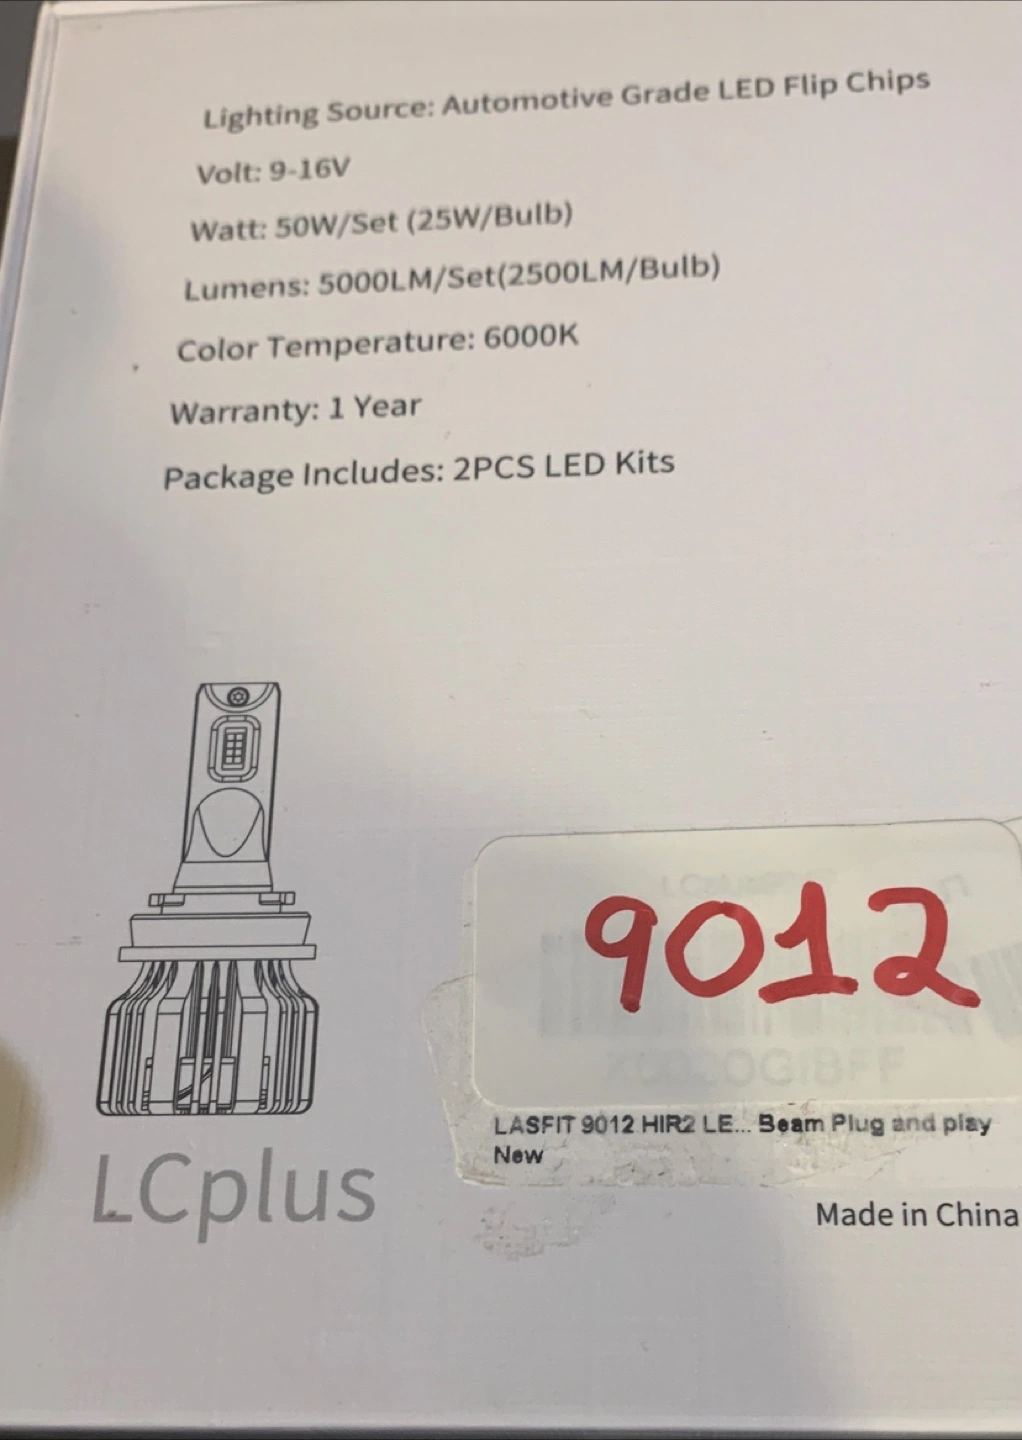 Lighting Source: Automotive Grade LED Flip Chips
Volt: 9-16V
Watt: 50W/Set (25W/Bulb)
Lumens: 5000LM/Set(2500LM/Bulb)
Color Temperature: 6000K
Warranty: 1 Year
Package Includes: 2PCS LED Kits
9012
LASFIT 9012 HIR2 LE... Beam Plug and play
New
LCplus
Made in China